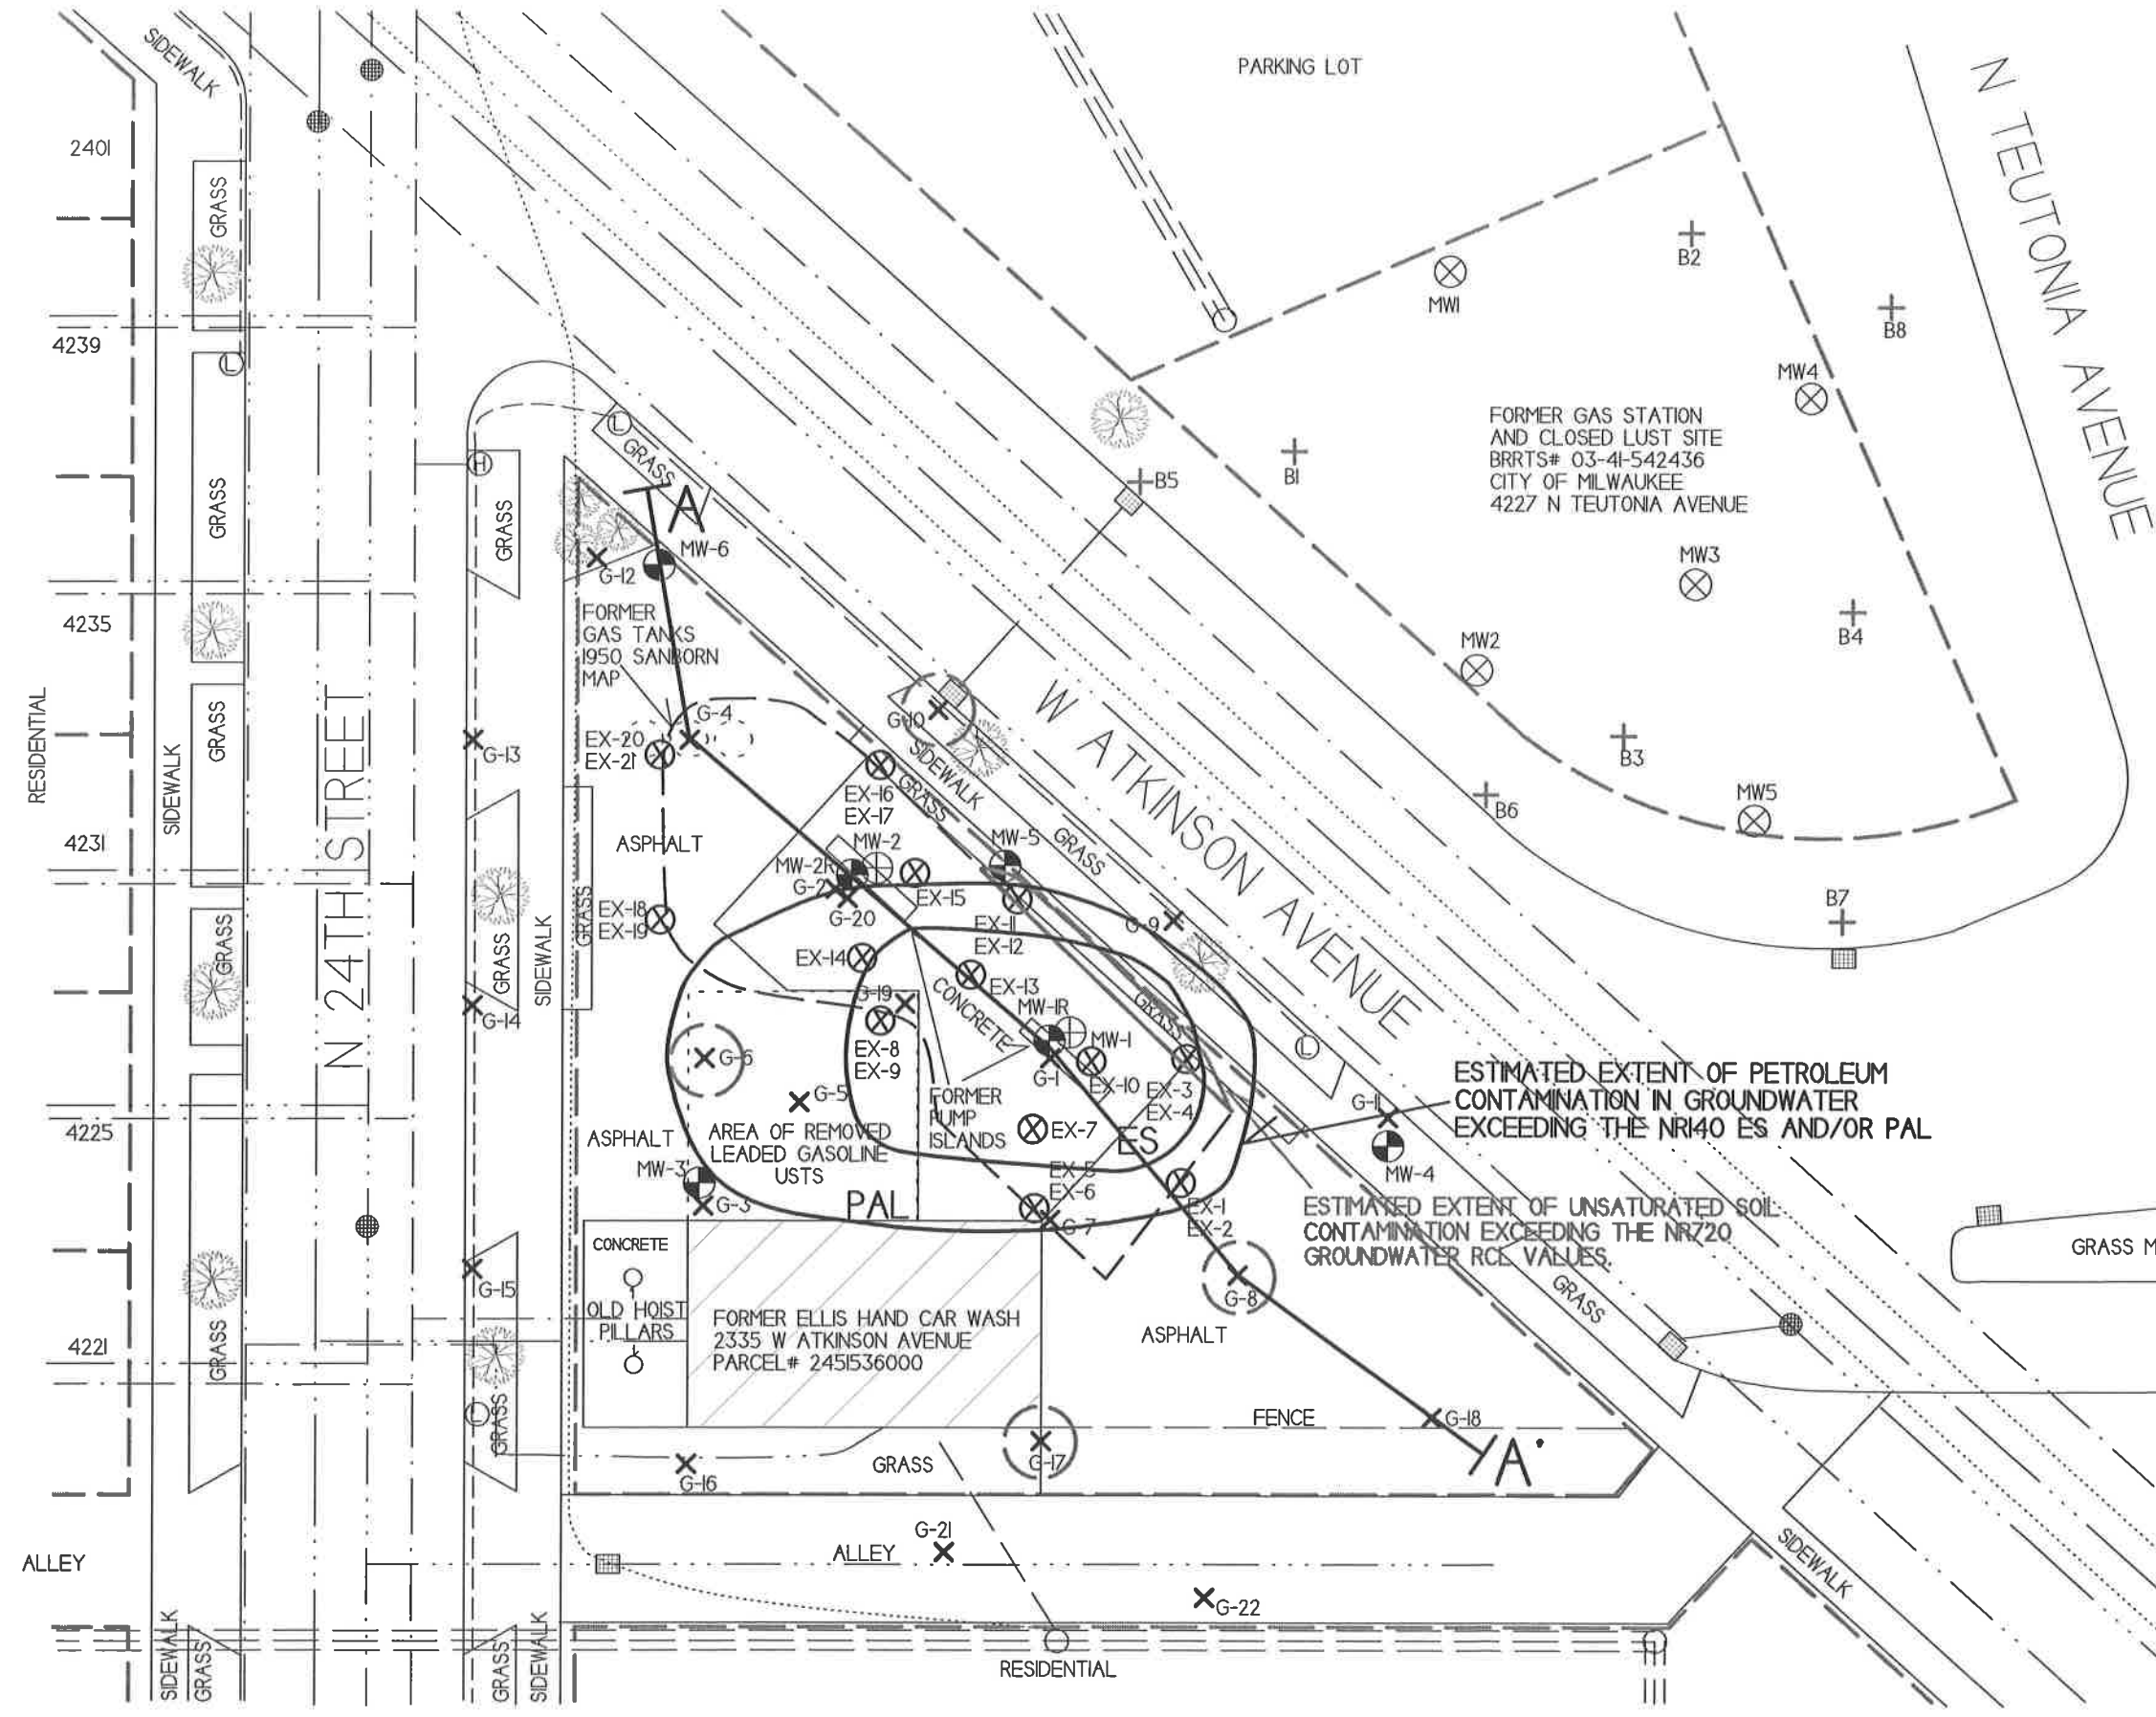 SIDEWALK
PARKING LOT
N TEUTONIA AVENUE
2401
GRASS
B2
MW1
B8
4239
MW4
FORMER GAS STATION
AND CLOSED LUST SITE
BRRTS# 03-41-542436
CITY OF MILWAUKEE
4227 N TEUTONIA AVENUE
L
L
GRASS
H
B1
B5
GRASS
GRASS
A
MW-6
G-12
MW3
FORMER
GAS TANKS
1950 SANBORN
MAP
4235
B4
MW2
RESIDENTIAL
SIDEWALK
GRASS
N 24TH STREET
G-13
G-4
EX-20
EX-21
G-10
SIDEWALK
GRASS
W ATKINSON AVENUE
B3
EX-16
EX-17
MW5
B6
4231
ASPHALT
MW-2
MW-5
GRASS
MW-2R
G-2
G-20
EX-15
GRASS
EX-18
EX-19
EX-11
EX-12
G-9
B7
GRASS
GRASS
SIDEWALK
EX-14
EX-13
CONCRETE
G-14
MW-1R
MW-1
GRASS
L
G-6
EX-8
EX-9
G-1
EX-10
EX-3
EX-4
ESTIMATED EXTENT OF PETROLEUM
CONTAMINATION IN GROUNDWATER
EXCEEDING THE NR140 ES AND/OR PAL
G-5
FORMER
PUMP
ISLANDS
G-11
4225
ASPHALT
AREA OF REMOVED
LEADED GASOLINE
USTS
EX-7
ES
MW-3
MW-4
G-3
PAL
EX-5
EX-6
G-7
EX-1
EX-2
ESTIMATED EXTENT OF UNSATURATED SOIL
CONTAMINATION EXCEEDING THE NR720
GROUNDWATER RCL VALUES.
CONCRETE
GRASS M
G-15
G-8
GRASS
OLD HOIST
PILLARS
FORMER ELLIS HAND CAR WASH
2335 W ATKINSON AVENUE
PARCEL# 2451536000
ASPHALT
4221
GRASS
GRASS
L
FENCE
G-18
A'
G-16
GRASS
G-17
G-21
ALLEY
ALLEY
SIDEWALK
G-22
SIDEWALK
GRASS
GRASS
SIDEWALK
RESIDENTIAL